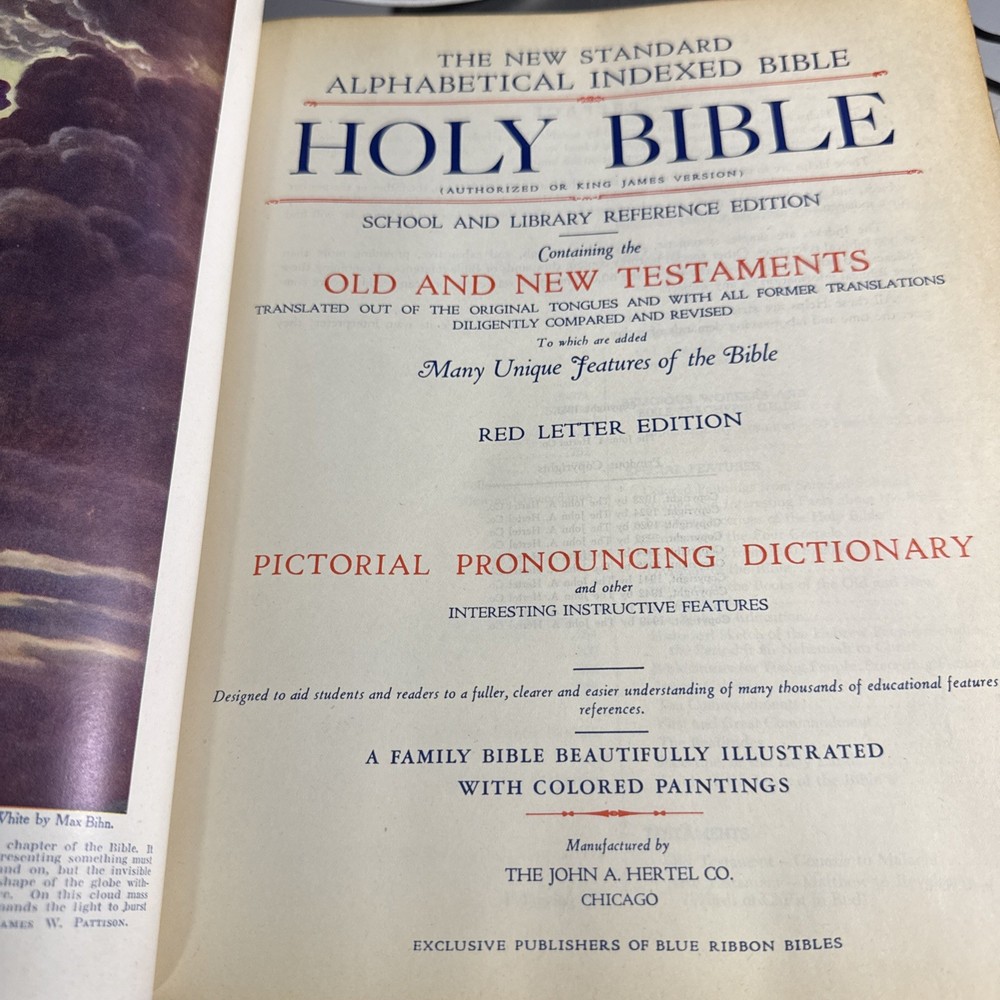 THE NEW STANDARD
ALPHABETICAL INDEXED BIBLE
HOLY BIBLE
(AUTHORIZED OR KING JAMES VERSION)
SCHOOL AND LIBRARY REFERENCE EDITION
Containing the
OLD AND NEW TESTAMENTS
TRANSLATED OUT OF THE ORIGINAL TONGUES AND WITH ALL FORMER TRANSLATIONS
DILIGENTLY COMPARED AND REVISED
To which are added
Many Unique Features of the Bible
RED LETTER EDITION
PICTORIAL PRONOUNCING DICTIONARY
and other
INTERESTING INSTRUCTIVE FEATURES
Designed to aid students and readers to a fuller, clearer and easier understanding of many thousands of educational features
references.
A FAMILY BIBLE BEAUTIFULLY ILLUSTRATED
WITH COLORED PAINTINGS
Manufactured by
THE JOHN A. HERTEL CO.
CHICAGO
EXCLUSIVE PUBLISHERS OF BLUE RIBBON BIBLES
White by Max Bihn.
chapter of the Bible. It
resenting something must
and on, but the invisible
shape of the globe with-
On this cloud mass
the light to burst
W. PATTISON.